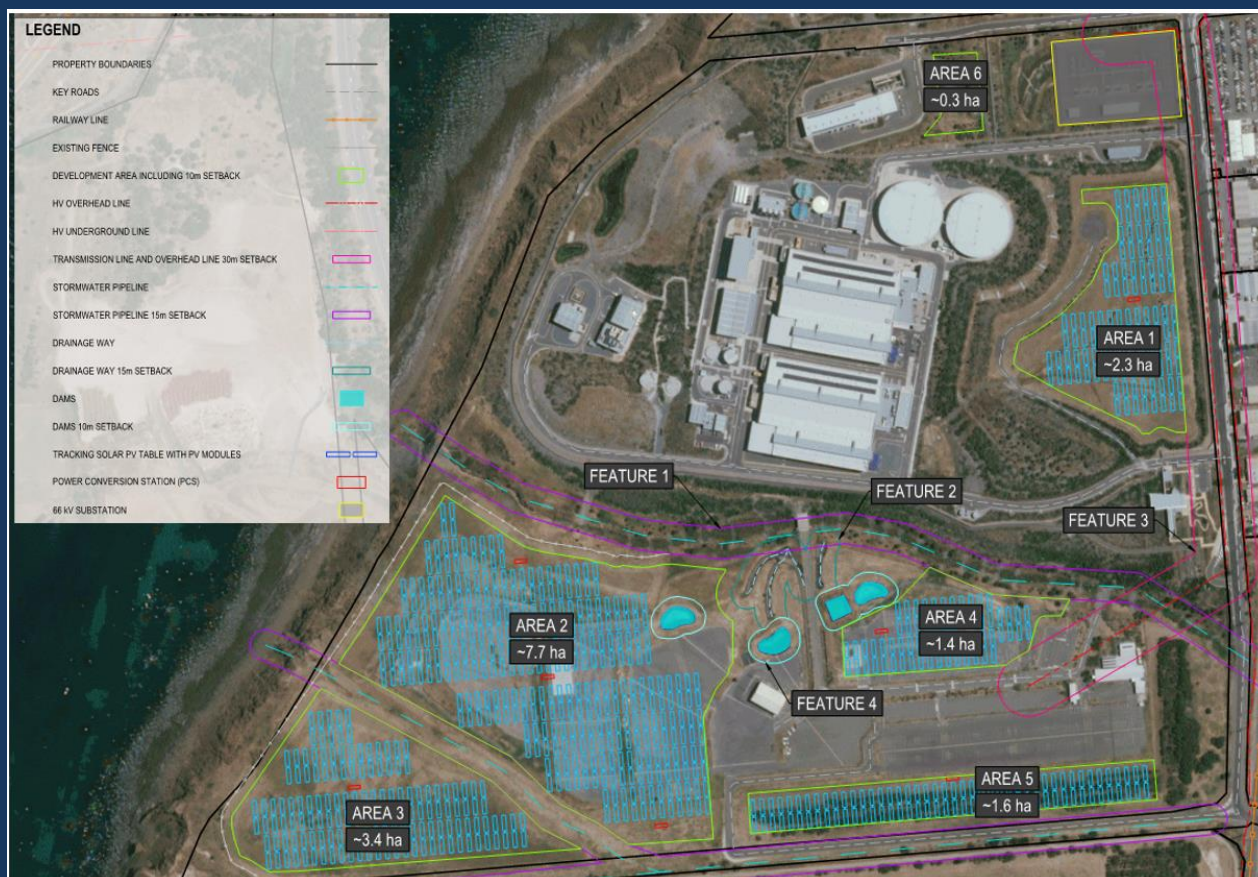 LEGEND
PROPERTY BOUNDARIES
KEY ROADS
RAILWAY LINE
EXISTING FENCE
DEVELOPMENT AREA INCLUDING 10m SETBACK
HV OVERHEAD LINE
HV UNDERGROUND LINE
TRANSMISSION LINE AND OVERHEAD LINE 30m SETBACK
STORMWATER PIPELINE
STORMWATER PIPELINE 15m SETBACK
DRAINAGE WAY
DRAINAGE WAY 15m SETBACK
DAMS
DAMS 10m SETBACK
TRACKING SOLAR PV TABLE WITH PV MODULES
POWER CONVERSION STATION (PCS)
66 kV SUBSTATION
AREA 6
~0.3 ha
AREA 1
~2.3 ha
FEATURE 1
FEATURE 2
FEATURE 3
AREA 2
~7.7 ha
AREA 4
~1.4 ha
FEATURE 4
AREA 3
~3.4 ha
AREA 5
~1.6 ha